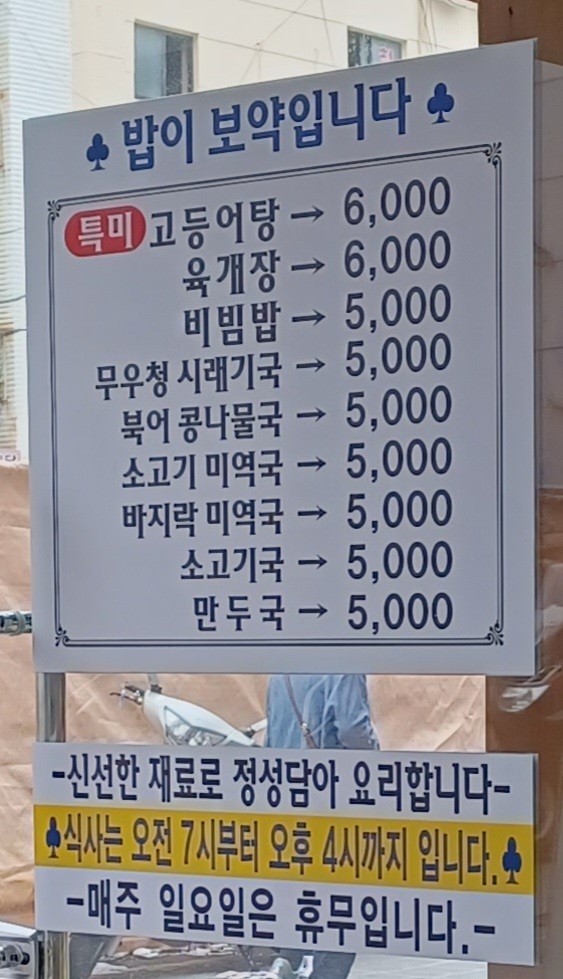 ♣ 밥이 보약입니다 ♣
특미 고등어탕 → 6,000
육개장 → 6,000
비빔밥 → 5,000
무우청 시래기국 → 5,000
북어 콩나물국 → 5,000
소고기 미역국 → 5,000
바지락 미역국 → 5,000
소고기국 → 5,000
만두국 → 5,000
-신선한 재료로 정성담아 요리합니다-
♣식사는 오전 7시부터 오후 4시까지 입니다.♣
-매주 일요일은 휴무입니다.-